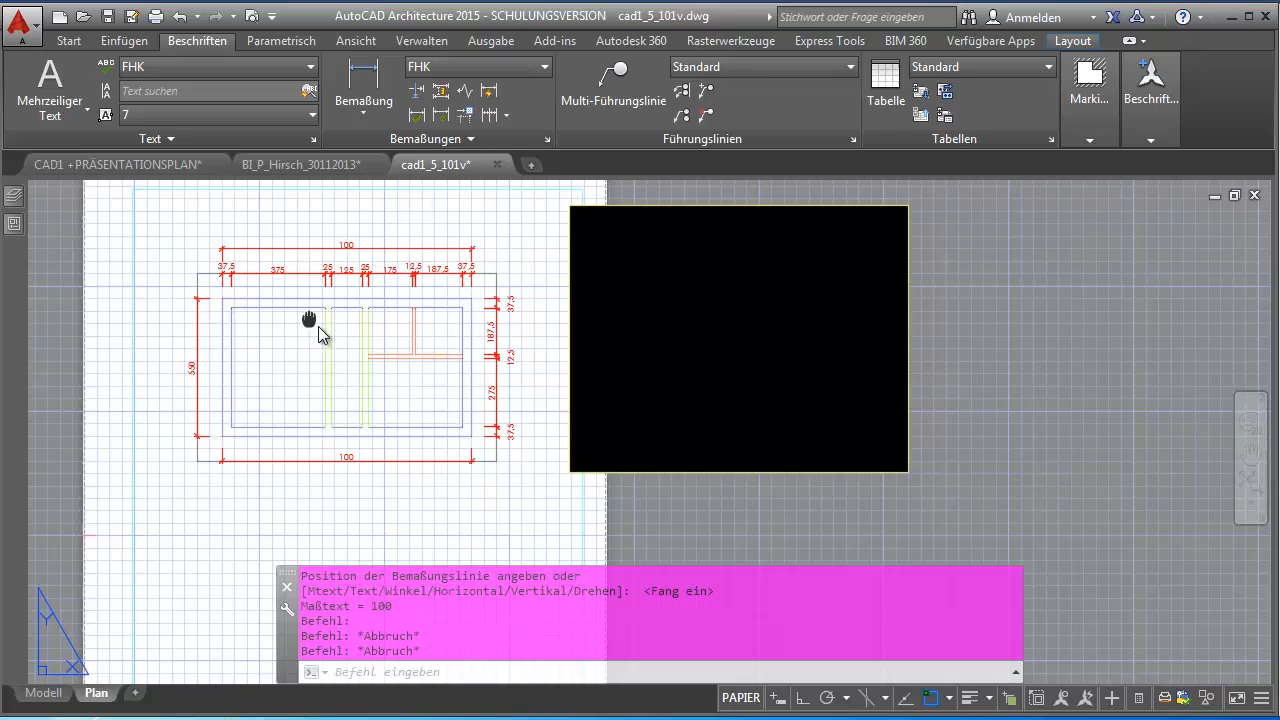 AutoCAD Architecture 2015 - SCHULUNGSVERSION cad1_5_101v.dwg
Stichwort oder Frage eingeben
Anmelden
A
Start Einfügen Beschriften Parametrisch Ansicht Verwalten Ausgabe Add-ins Autodesk 360 Rasterwerkzeuge Express Tools BIM 360 Verfügbare Apps Layout
A
Mehrzeiliger
Text
ABC
FHK
Text suchen
7
Bemaßung
FHK
Multi-Führungslinie
Standard
Tabelle
Standard
Marki...
Beschrift...
Text
Bemaßungen
Führungslinien
Tabellen
CAD1 +PRÄSENTATIONSPLAN*
BI_P_Hirsch_30112013*
cad1_5_101v*
100
37,5 375 25 125 25 175 12,5 187,5 37,5
37,5
187,5
12,5
275
37,5
550
100
Position der Bemaßungslinie angeben oder
[Mtext/Text/Winkel/Horizontal/Vertikal/Drehen]: <Fang ein>
Maßtext = 100
Befehl:
Befehl: *Abbruch*
Befehl: *Abbruch*
Befehl eingeben
Y
X
Modell Plan
PAPIER